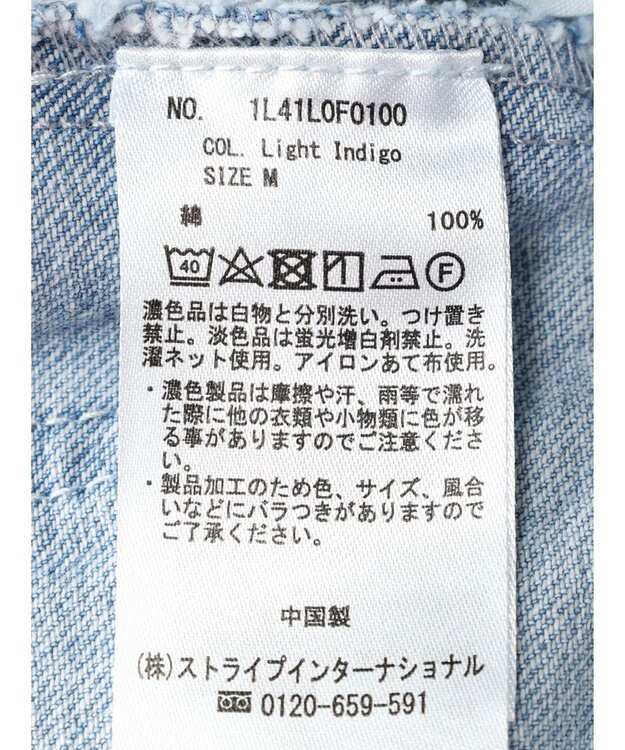 NO. 1L41L0F0100
COL. Light Indigo
SIZE M
綿 100%
40 F
濃色品は白物と分別洗い。つけ置き
禁止。淡色品は蛍光増白剤禁止。洗
濯ネット使用。アイロンあて布使用。
・濃色製品は摩擦や汗、雨等で濡れ
た際に他の衣類や小物類に色が移
る事がありますのでご注意くださ
い。
・製品加工のため色、サイズ、風合
いなどにバラつきがありますので
ご了承ください。
中国製
(株)ストライプインターナショナル
0120-659-591